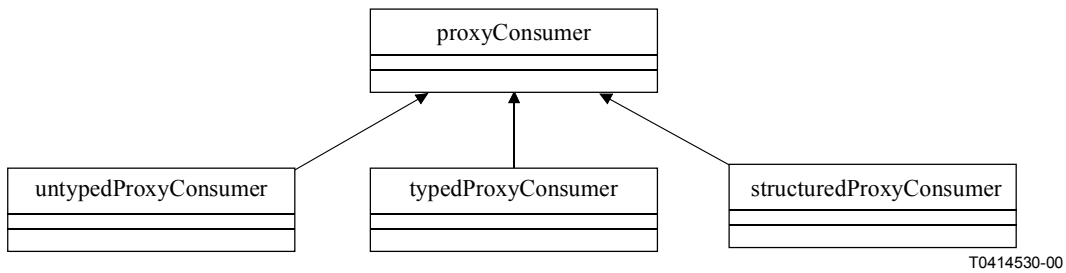 proxyConsumer
untypedProxyConsumer
typedProxyConsumer
structuredProxyConsumer
T0414530-00